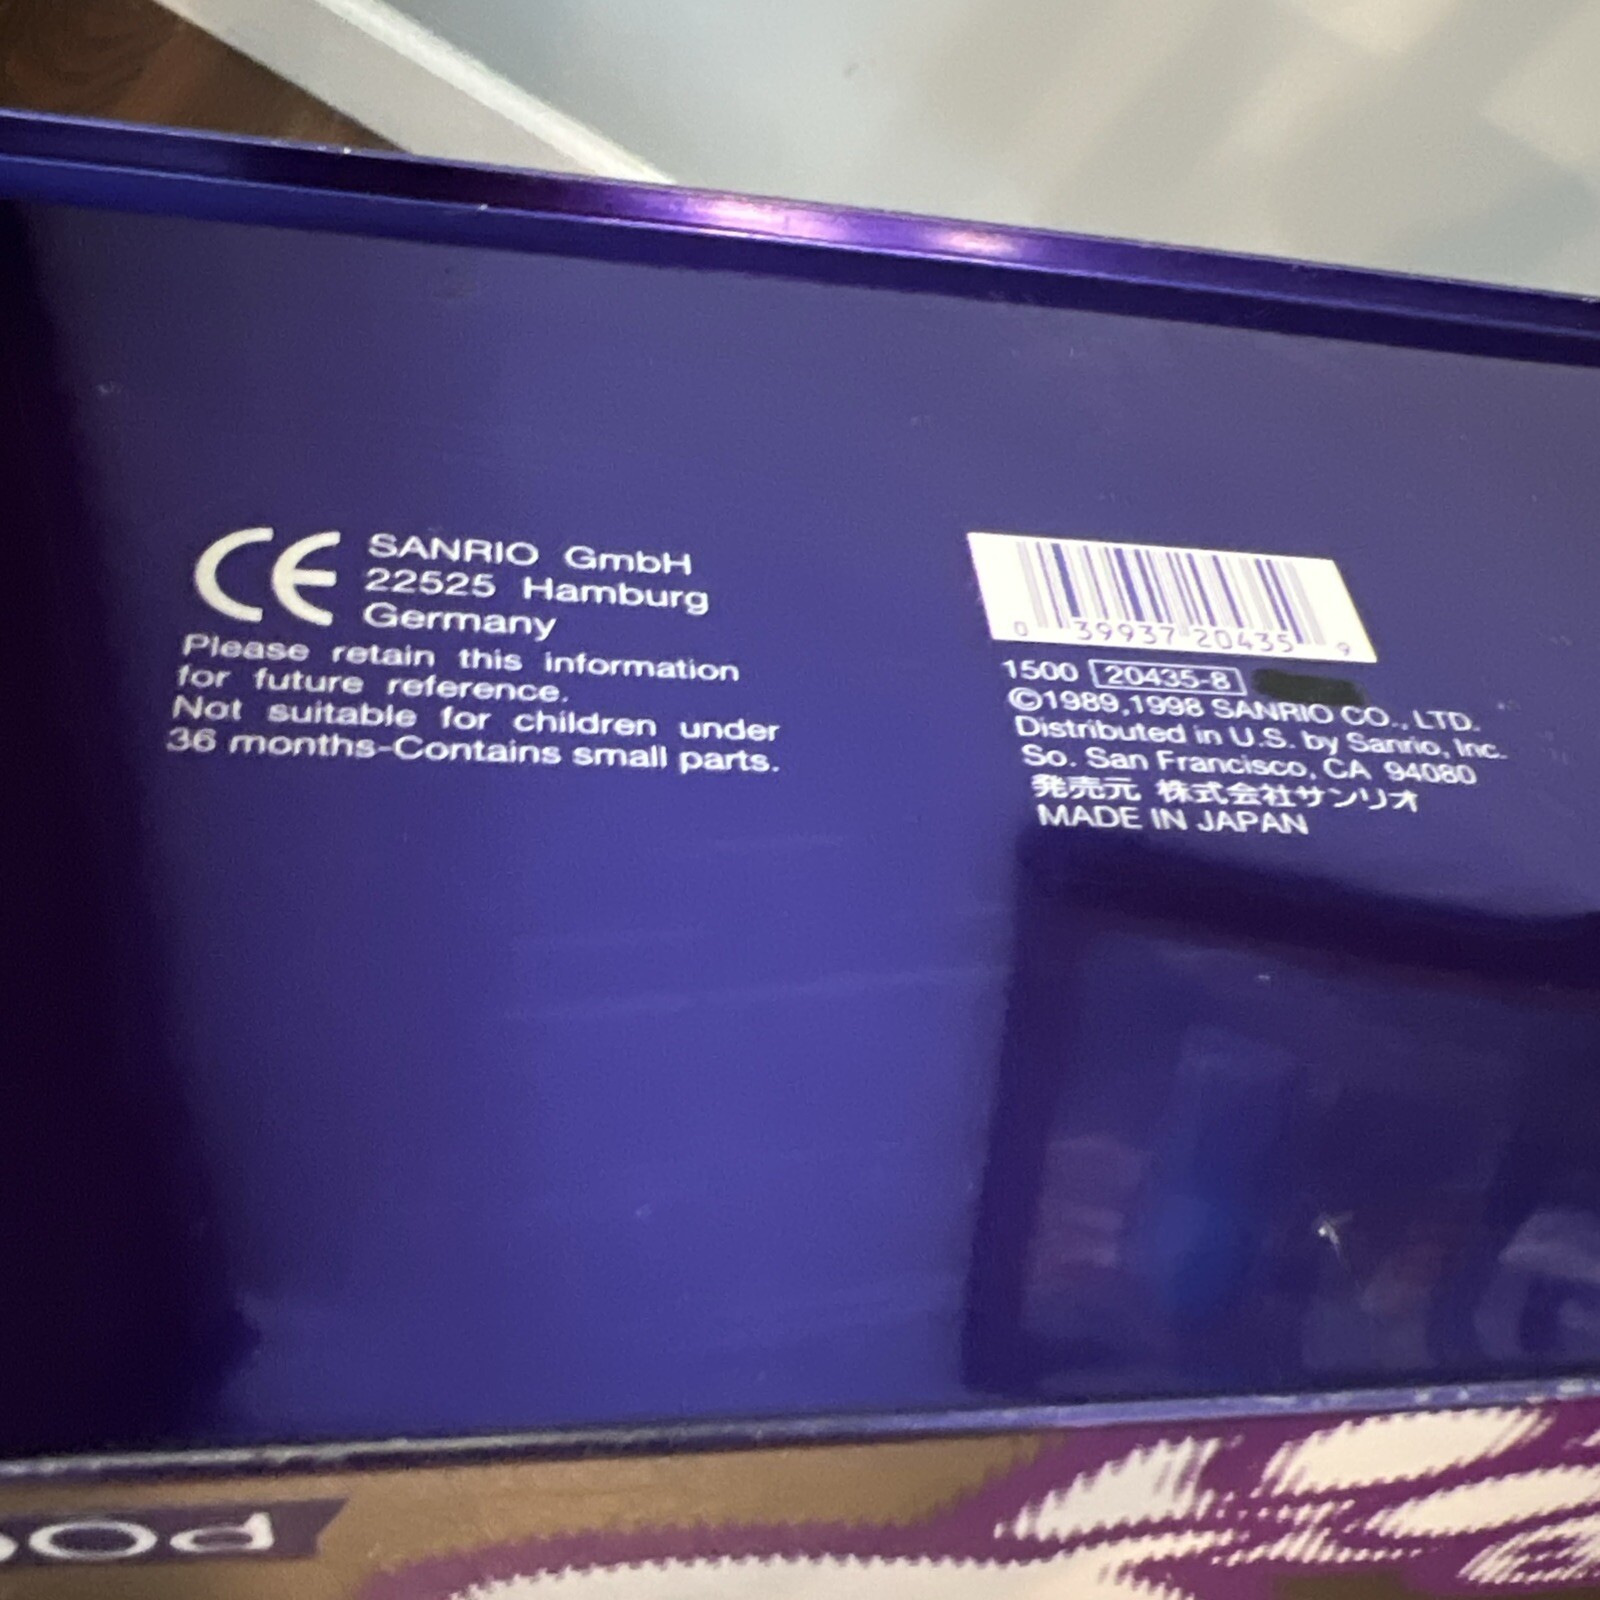 CE
SANRIO GmbH
22525 Hamburg
Germany
Please retain this information
for future reference.
Not suitable for children under
36 months-Contains small parts.
0 39937 20435 9
1500 20435-8
©1989,1998 SANRIO CO., LTD.
Distributed in U.S. by Sanrio, Inc.
So. San Francisco, CA 94080
発売元 株式会社サンリオ
MADE IN JAPAN